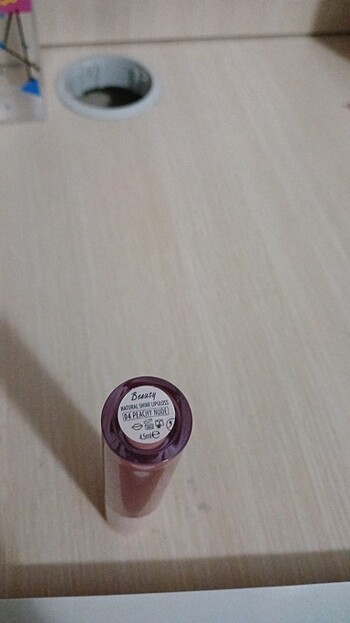 Beauty
NATURAL SHINE LIPGLOSS
04 PEACHY NUDE
4,5ml e